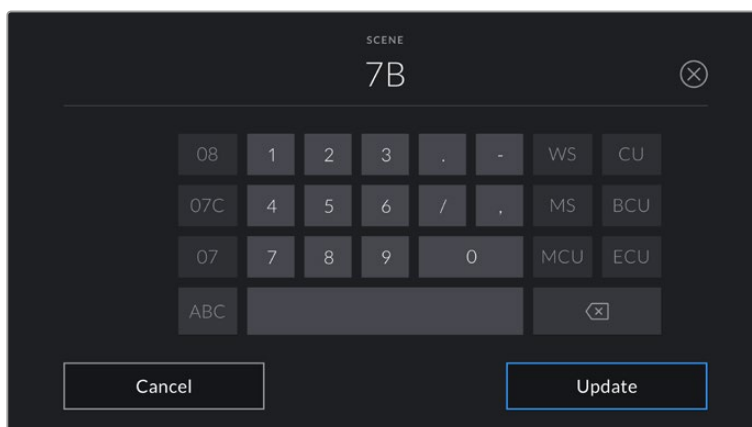 SCENE
7B
08 1 2 3 . - WS CU
07C 4 5 6 / , MS BCU
07 7 8 9 0 MCU ECU
ABC
Cancel Update